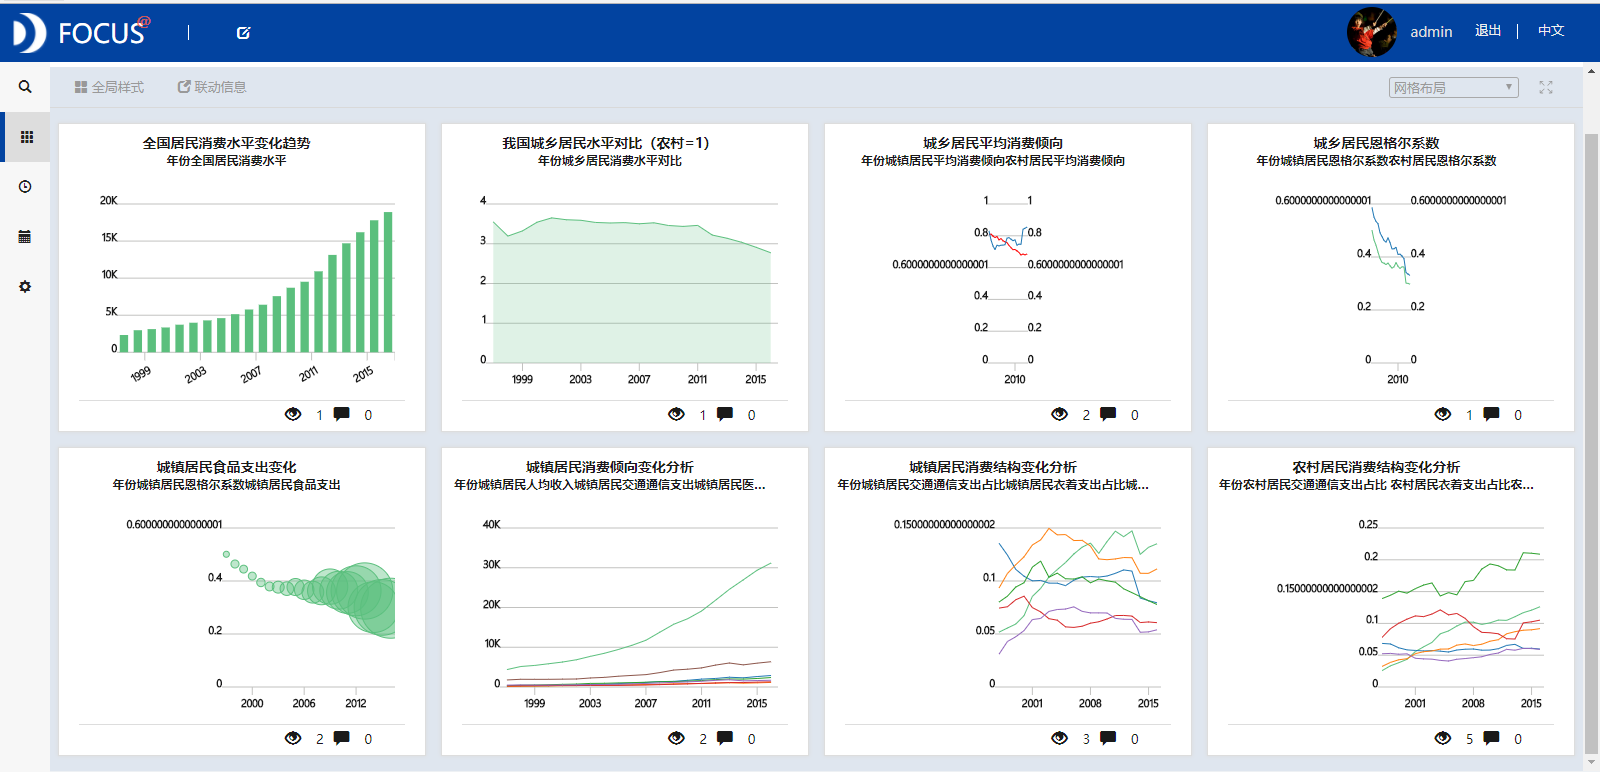 FOCUS@
admin 退出 | 中文
全局样式 联动信息 网格布局
全国居民消费水平变化趋势
年份全国居民消费水平
20K
15K
10K
5K
0
1999 2003 2007 2011 2015
1 0
我国城乡居民水平对比（农村=1）
年份城乡居民消费水平对比
4
3
2
1
0
1999 2003 2007 2011 2015
1 0
城乡居民平均消费倾向
年份城镇居民平均消费倾向农村居民平均消费倾向
1 1
0.8 0.8
0.6000000000000001 0.6000000000000001
0.4 0.4
0.2 0.2
0 0
2010
2 0
城乡居民恩格尔系数
年份城镇居民恩格尔系数农村居民恩格尔系数
0.6000000000000001 0.6000000000000001
0.4 0.4
0.2 0.2
0 0
2010
1 0
城镇居民食品支出变化
年份城镇居民恩格尔系数城镇居民食品支出
0.6000000000000001
0.4
0.2
0
2000 2006 2012
2 0
城镇居民消费倾向变化分析
年份城镇居民人均收入城镇居民交通通信支出城镇居民医...
40K
30K
20K
10K
0
1999 2003 2007 2011 2015
2 0
城镇居民消费结构变化分析
年份城镇居民交通通信支出占比城镇居民衣着支出占比城...
0.15000000000000002
0.1
0.05
0
2001 2008 2015
3 0
农村居民消费结构变化分析
年份农村居民交通通信支出占比 农村居民衣着支出占比农...
0.25
0.2
0.15000000000000002
0.1
0.05
0
2001 2008 2015
5 0